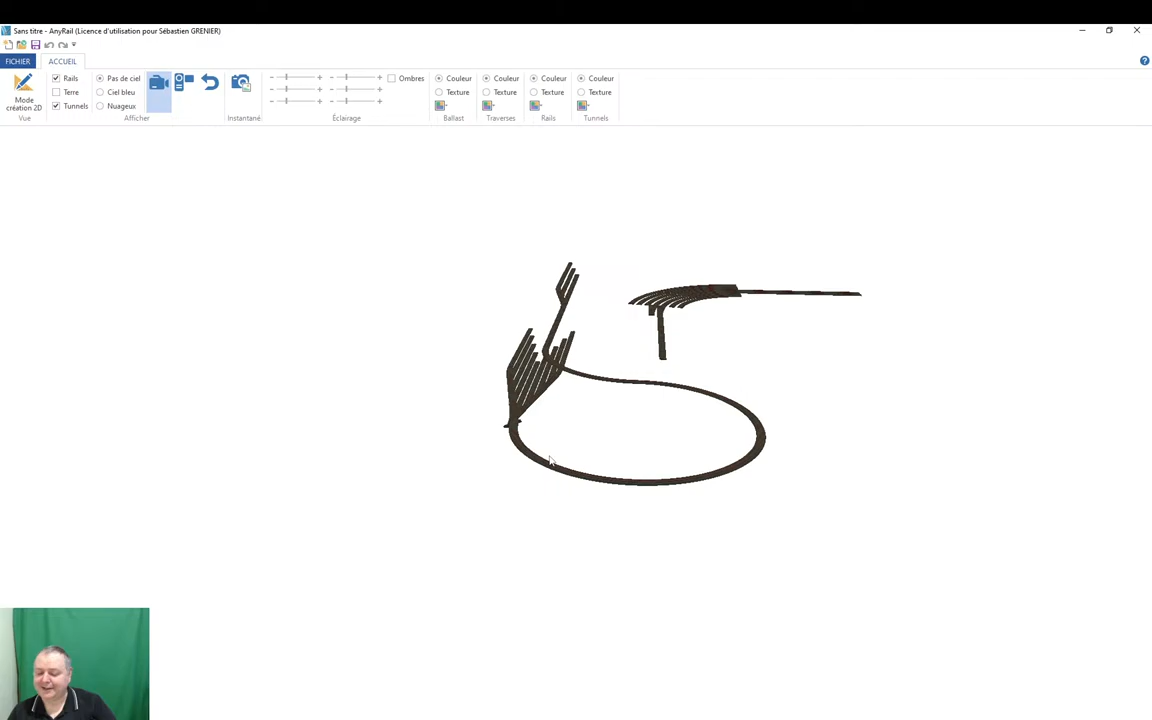 Sans titre - AnyRail (Licence d'utilisation pour Sébastien GRENIER)
FICHIER ACCUEIL
Mode création 2D
Vue
Rails
Terre
Tunnels
Pas de ciel
Ciel bleu
Nuageux
Afficher
Instantané
Ombres
Éclairage
Couleur
Texture
Ballast
Couleur
Texture
Traverses
Couleur
Texture
Rails
Couleur
Texture
Tunnels